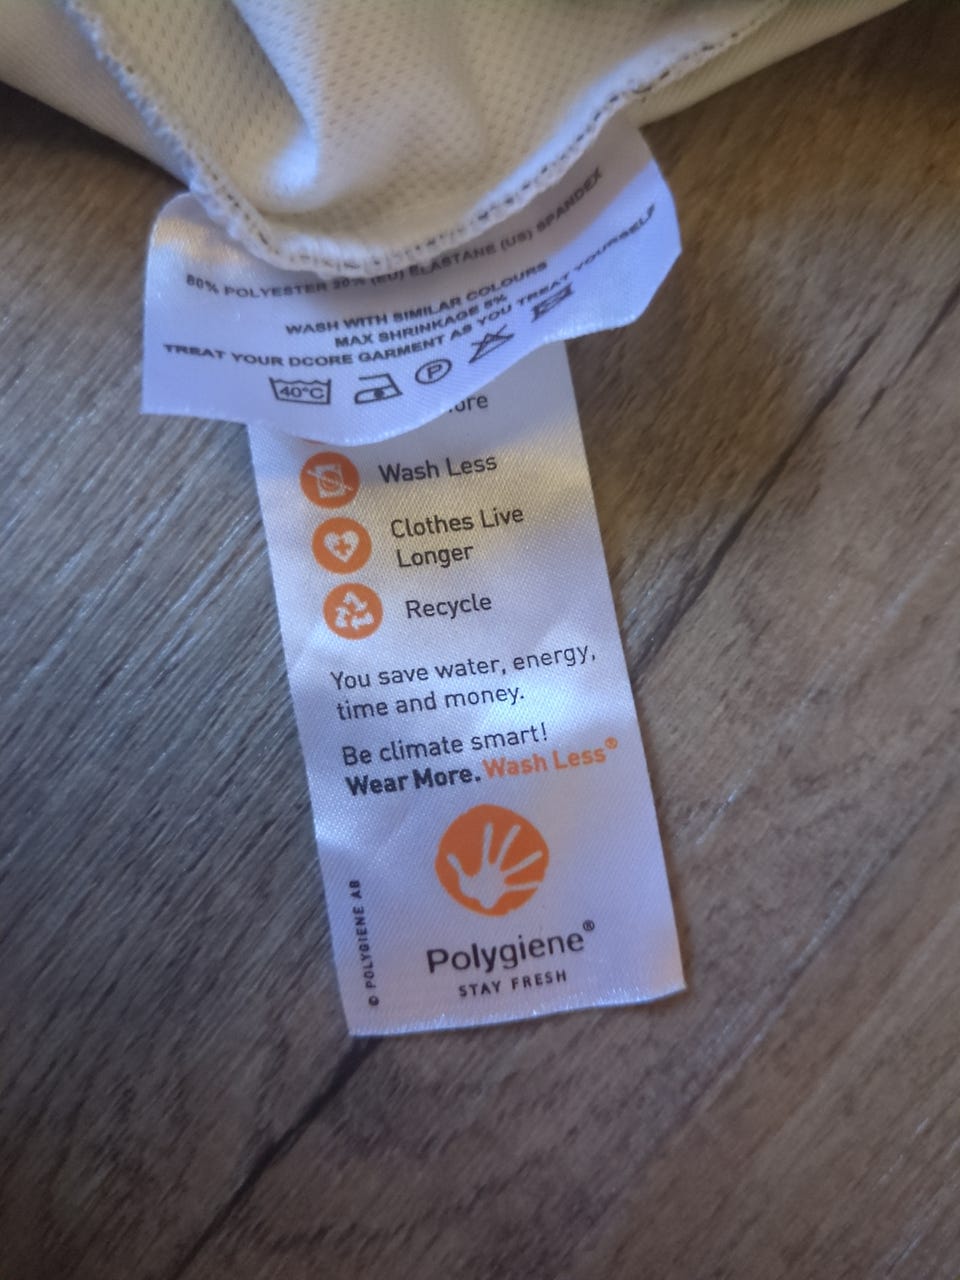 80% POLYESTER 20% (EU) ELASTANE (US) SPANDEX
WASH WITH SIMILAR COLOURS
MAX SHRINKAGE 5%
TREAT YOUR DCORE GARMENT AS YOU TREAT YOURSELF
40°C
P
ore
Wash Less
Clothes Live
Longer
Recycle
You save water, energy,
time and money.
Be climate smart!
Wear More. Wash Less®
Polygiene®
STAY FRESH
© POLYGIENE AB